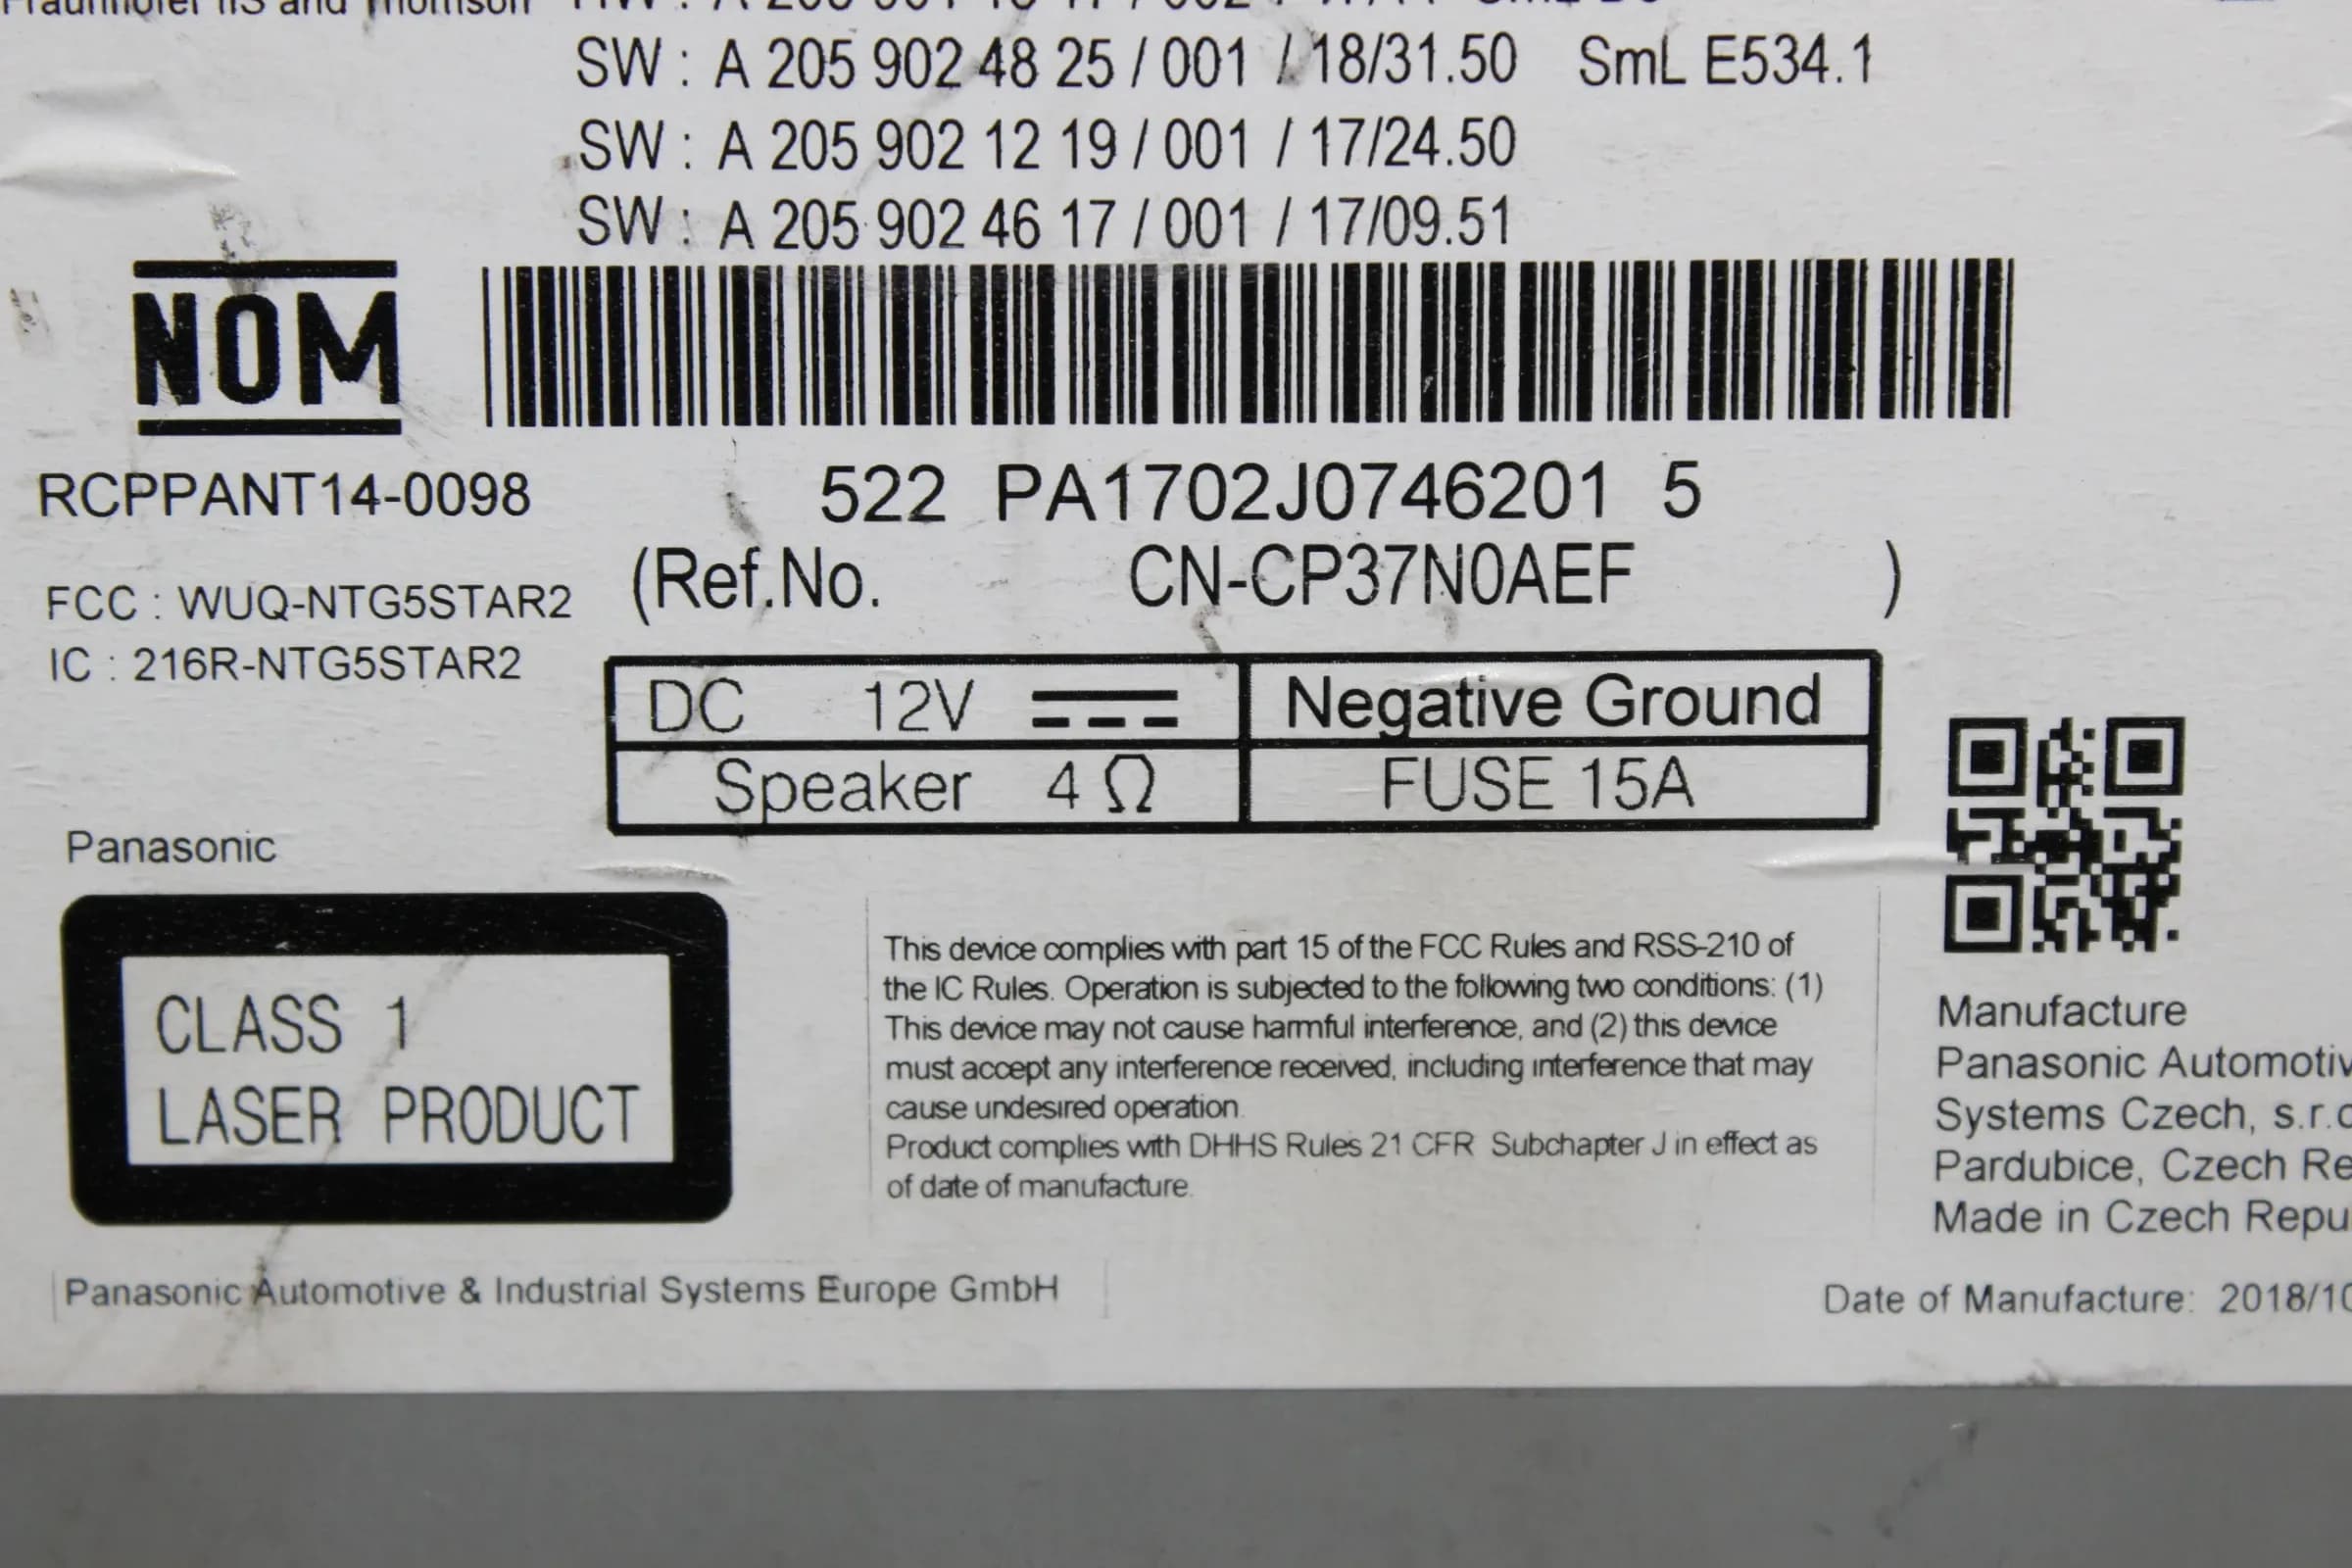 Fraunhofer IIS and Thomson
SW : A 205 902 48 25 / 001 / 18/31.50 SmL E534.1
SW : A 205 902 12 19 / 001 / 17/24.50
SW : A 205 902 46 17 / 001 / 17/09.51
NOM
RCPPANT14-0098
522 PA1702J0746201 5
(Ref.No. CN-CP37N0AEF )
FCC : WUQ-NTG5STAR2
IC : 216R-NTG5STAR2
DC 12V Negative Ground
Speaker 4 Ω FUSE 15A
Panasonic
CLASS 1
LASER PRODUCT
This device complies with part 15 of the FCC Rules and RSS-210 of
the IC Rules. Operation is subjected to the following two conditions: (1)
This device may not cause harmful interference, and (2) this device
must accept any interference received, including interference that may
cause undesired operation.
Product complies with DHHS Rules 21 CFR Subchapter J in effect as
of date of manufacture.
Manufacture
Panasonic Automotiv
Systems Czech, s.r.o
Pardubice, Czech Re
Made in Czech Repu
Panasonic Automotive & Industrial Systems Europe GmbH
Date of Manufacture: 2018/10